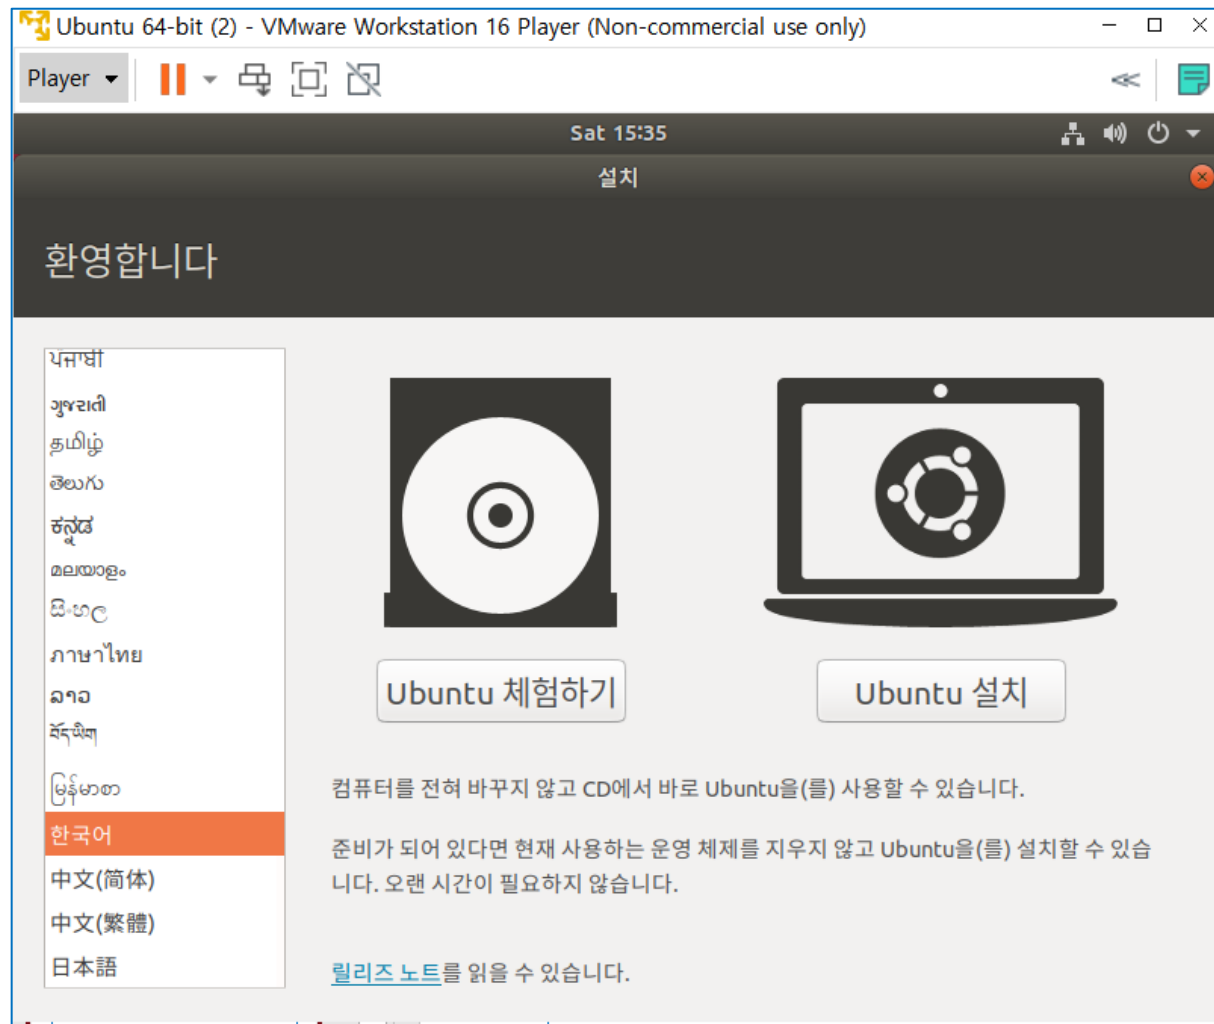 Ubuntu 64-bit (2) - VMware Workstation 16 Player (Non-commercial use only)
Player
Sat 15:35
설치
환영합니다
ਪੰਜਾਬੀ
ગુજરાતી
தமிழ்
తెలుగు
ಕನ್ನಡ
മലയാളം
සිංහල
ภาษาไทย
ລາວ
བོད་ཡིག
မြန်မာစာ
한국어
中文(简体)
中文(繁體)
日本語
Ubuntu 체험하기
Ubuntu 설치
컴퓨터를 전혀 바꾸지 않고 CD에서 바로 Ubuntu을(를) 사용할 수 있습니다.
준비가 되어 있다면 현재 사용하는 운영 체제를 지우지 않고 Ubuntu을(를) 설치할 수 있습
니다. 오랜 시간이 필요하지 않습니다.
릴리즈 노트를 읽을 수 있습니다.